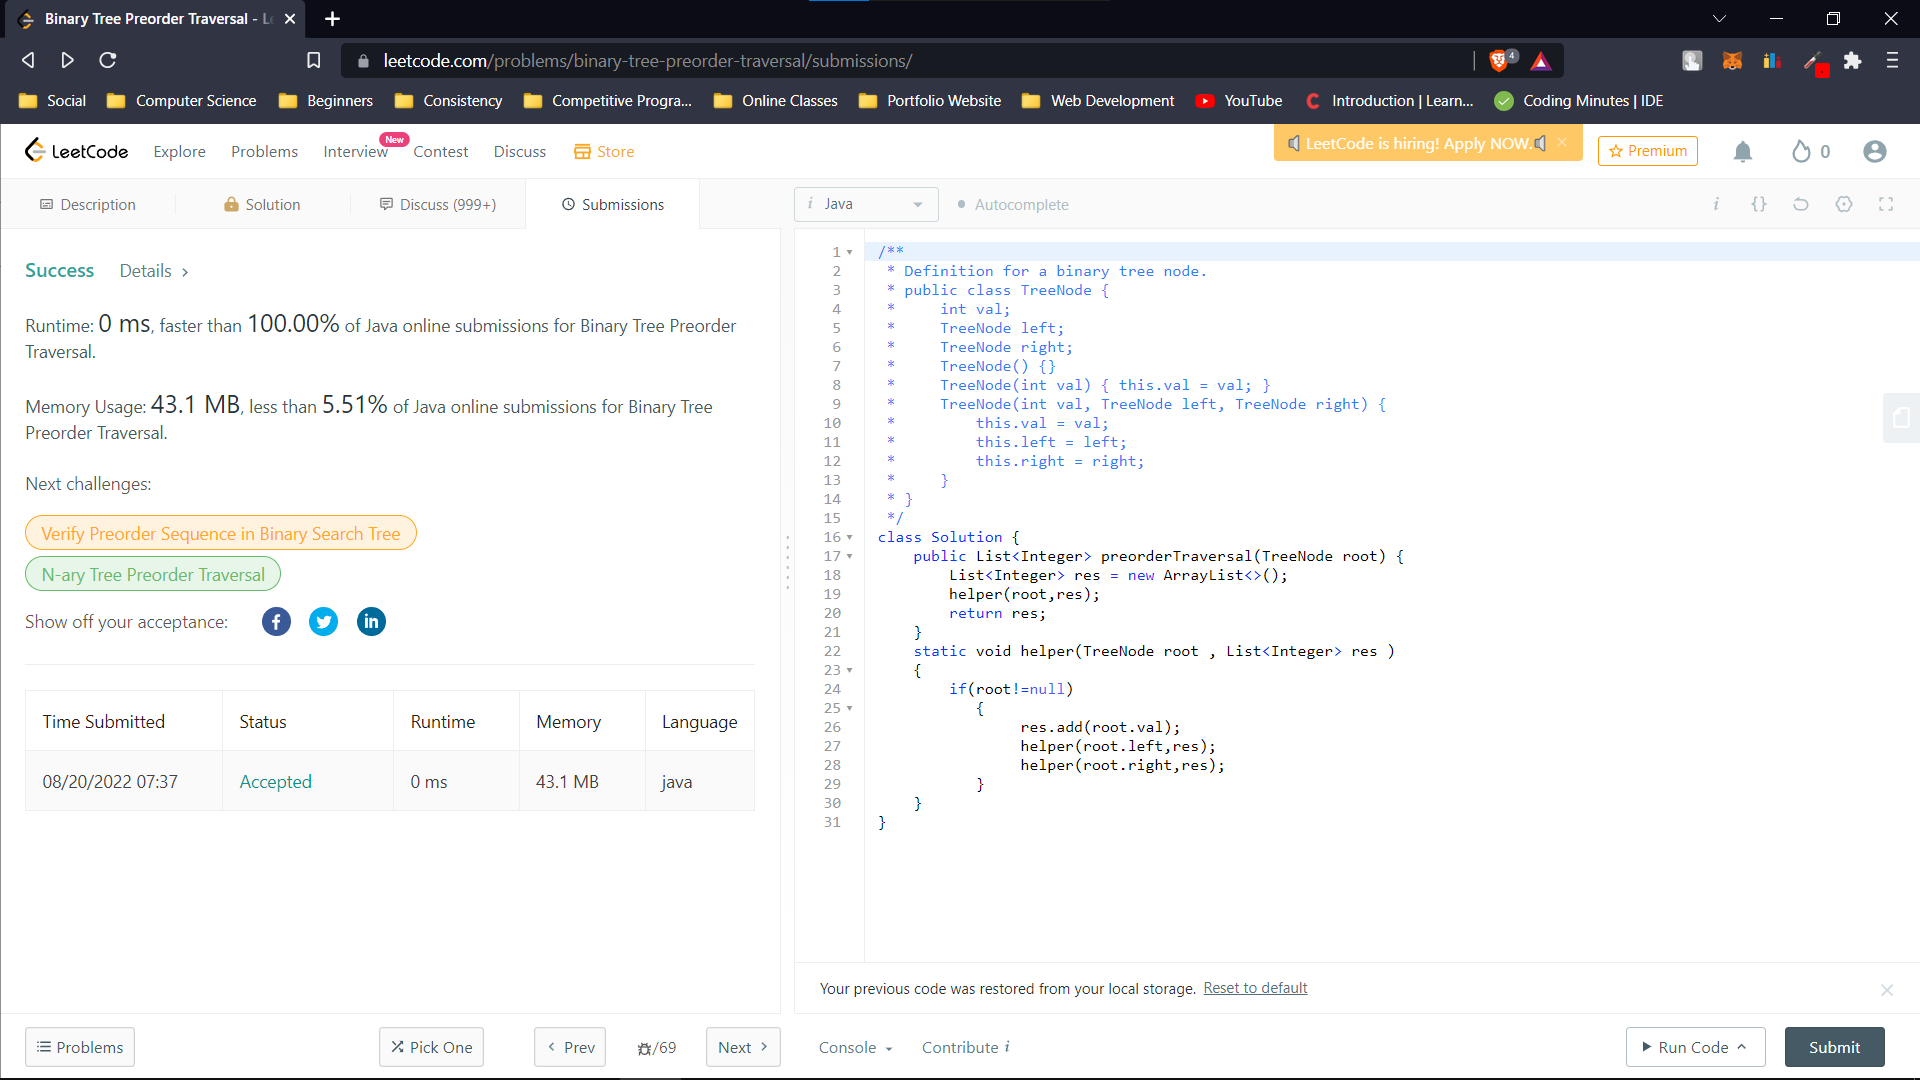 Binary Tree Preorder Traversal - L
leetcode.com/problems/binary-tree-preorder-traversal/submissions/
4
Social Computer Science Beginners Consistency Competitive Progra... Online Classes Portfolio Website Web Development YouTube Introduction | Learn... Coding Minutes | IDE
LeetCode Explore Problems Interview New Contest Discuss Store LeetCode is hiring! Apply NOW. Premium 0
Description Solution Discuss (999+) Submissions
i Java Autocomplete i {}
Success Details >
Runtime: 0 ms, faster than 100.00% of Java online submissions for Binary Tree Preorder
Traversal.
Memory Usage: 43.1 MB, less than 5.51% of Java online submissions for Binary Tree
Preorder Traversal.
Next challenges:
Verify Preorder Sequence in Binary Search Tree
N-ary Tree Preorder Traversal
Show off your acceptance: f in
Time Submitted Status Runtime Memory Language
08/20/2022 07:37 Accepted 0 ms 43.1 MB java
1 /**
2 * Definition for a binary tree node.
3 * public class TreeNode {
4 * int val;
5 * TreeNode left;
6 * TreeNode right;
7 * TreeNode() {}
8 * TreeNode(int val) { this.val = val; }
9 * TreeNode(int val, TreeNode left, TreeNode right) {
10 * this.val = val;
11 * this.left = left;
12 * this.right = right;
13 * }
14 * }
15 */
16 class Solution {
17 public List<Integer> preorderTraversal(TreeNode root) {
18 List<Integer> res = new ArrayList<>();
19 helper(root,res);
20 return res;
21 }
22 static void helper(TreeNode root , List<Integer> res )
23 {
24 if(root!=null)
25 {
26 res.add(root.val);
27 helper(root.left,res);
28 helper(root.right,res);
29 }
30 }
31 }
Your previous code was restored from your local storage. Reset to default
Problems Pick One < Prev /69 Next > Console Contribute i Run Code Submit